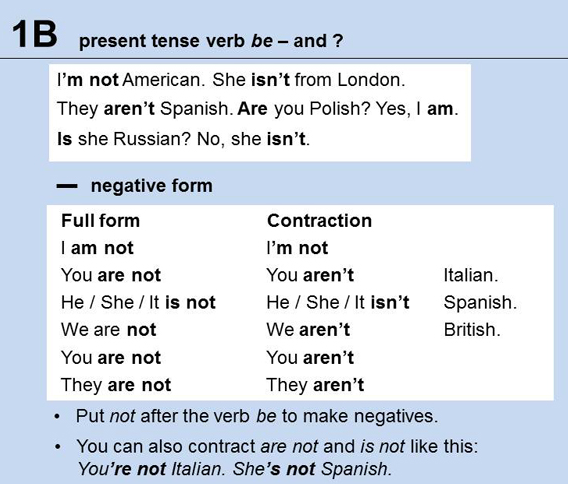 1B present tense verb be – and ?
I'm not American. She isn't from London.
They aren't Spanish. Are you Polish? Yes, I am.
Is she Russian? No, she isn't.
— negative form
Full form Contraction
I am not I'm not
You are not You aren't Italian.
He / She / It is not He / She / It isn't Spanish.
We are not We aren't British.
You are not You aren't
They are not They aren't
• Put not after the verb be to make negatives.
• You can also contract are not and is not like this:
You're not Italian. She's not Spanish.